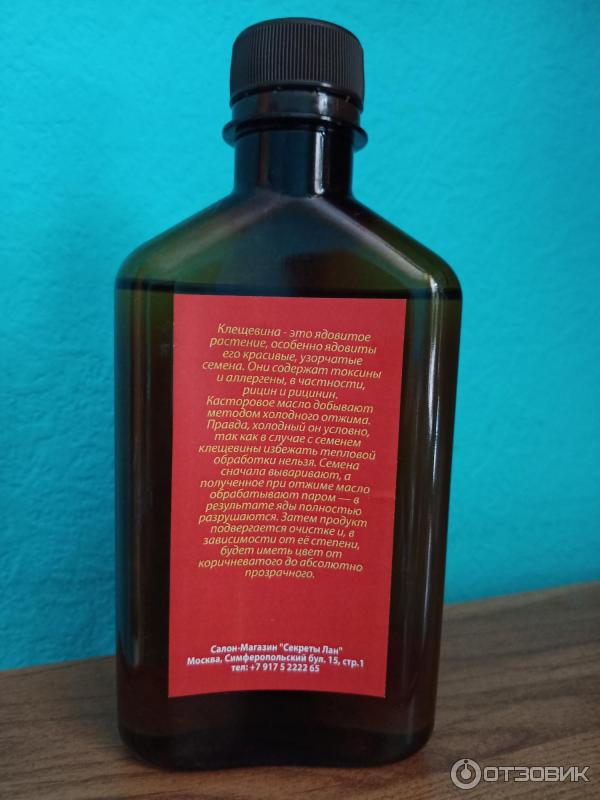 Клещевина - это ядовитое
растение, особенно ядовиты
его красивые, узорчатые
семена. Они содержат токсины
и аллергены, в частности,
рицин и рицинин.
Касторовое масло добывают
методом холодного отжима.
Правда, холодный он условно,
так как в случае с семенем
клещевины избежать тепловой
обработки нельзя. Семена
сначала вываривают, а
полученное при отжиме масло
обрабатывают паром — в
результате яды полностью
разрушаются. Затем продукт
подвергается очистке и, в
зависимости от её степени,
будет иметь цвет от
коричневатого до абсолютно
прозрачного.
Салон-Магазин "Секреты Лан"
Москва, Симферопольский бул. 15, стр.1
тел: +7 917 5 2222 65
ОТЗОВИК